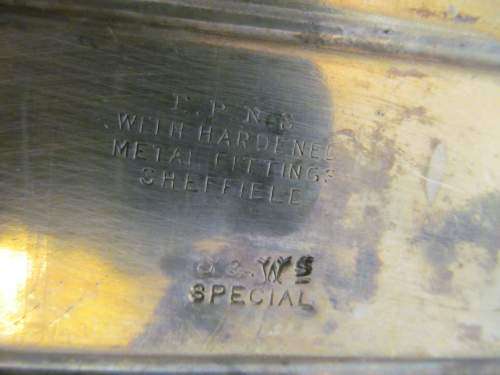 E.P.N.S
WITH HARDENED
METAL FITTINGS
SHEFFIELD
SPECIAL